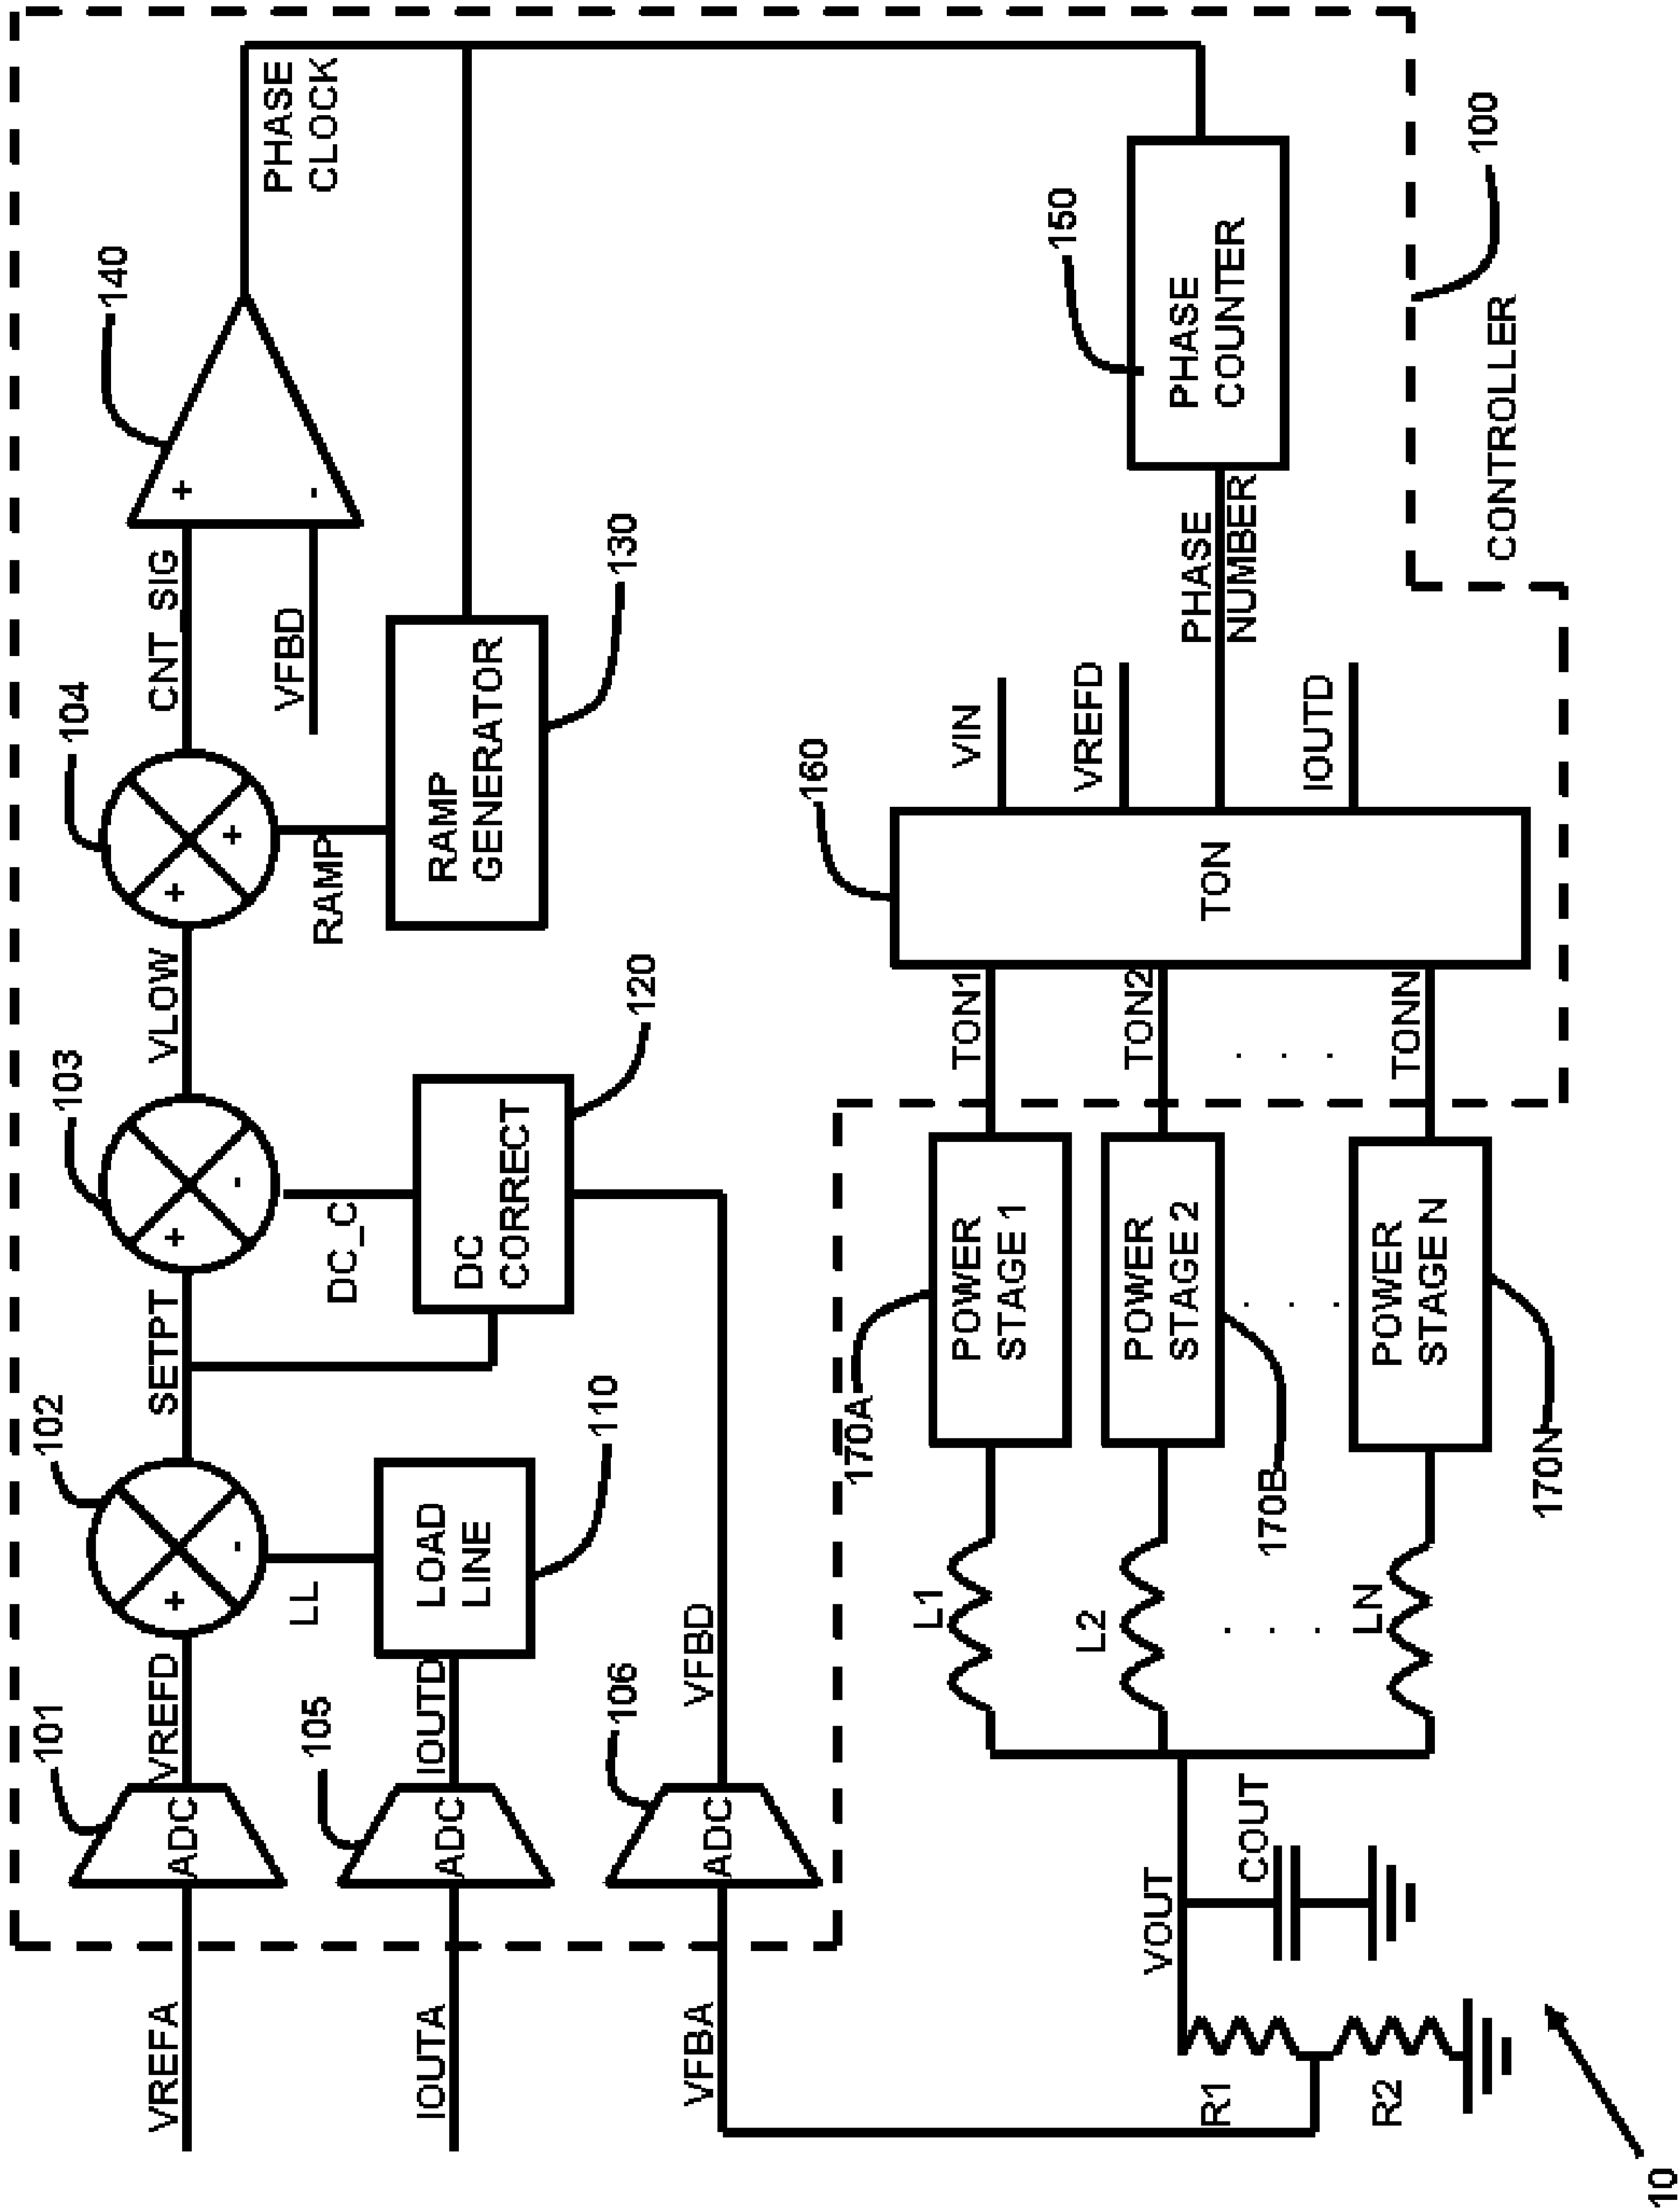 101
102
103
104
140
VREFA
ADC
VREFD
+
-
SETPT
+
-
VLOW
+
+
CNT_SIG
+
-
PHASE
CLOCK
LL
DC_C
RAMP
VFBD
105
IOUTA
ADC
IOUTD
LOAD
LINE
110
DC
CORRECT
120
RAMP
GENERATOR
130
106
VFBA
ADC
VFBD
170A
160
150
L1
POWER
STAGE 1
TON1
VIN
L2
POWER
STAGE 2
TON2
TON
VREFD
PHASE
NUMBER
PHASE
COUNTER
VOUT
COUT
R1
R2
170B
. . .
. . .
. . .
LN
POWER
STAGE N
TONN
IOUTD
170N
CONTROLLER
100
10